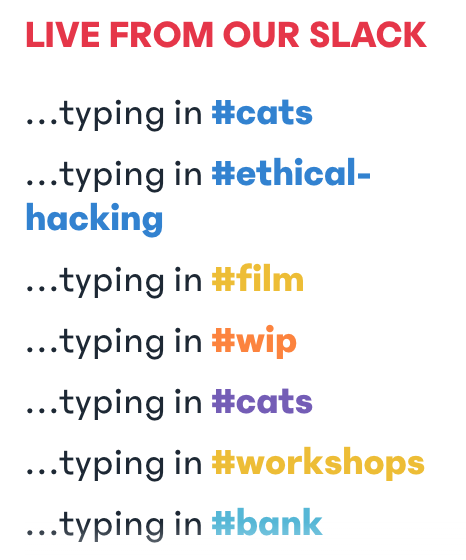 LIVE FROM OUR SLACK
...typing in #cats
...typing in #ethical-
hacking
...typing in #film
...typing in #wip
...typing in #cats
...typing in #workshops
...typing in #bank